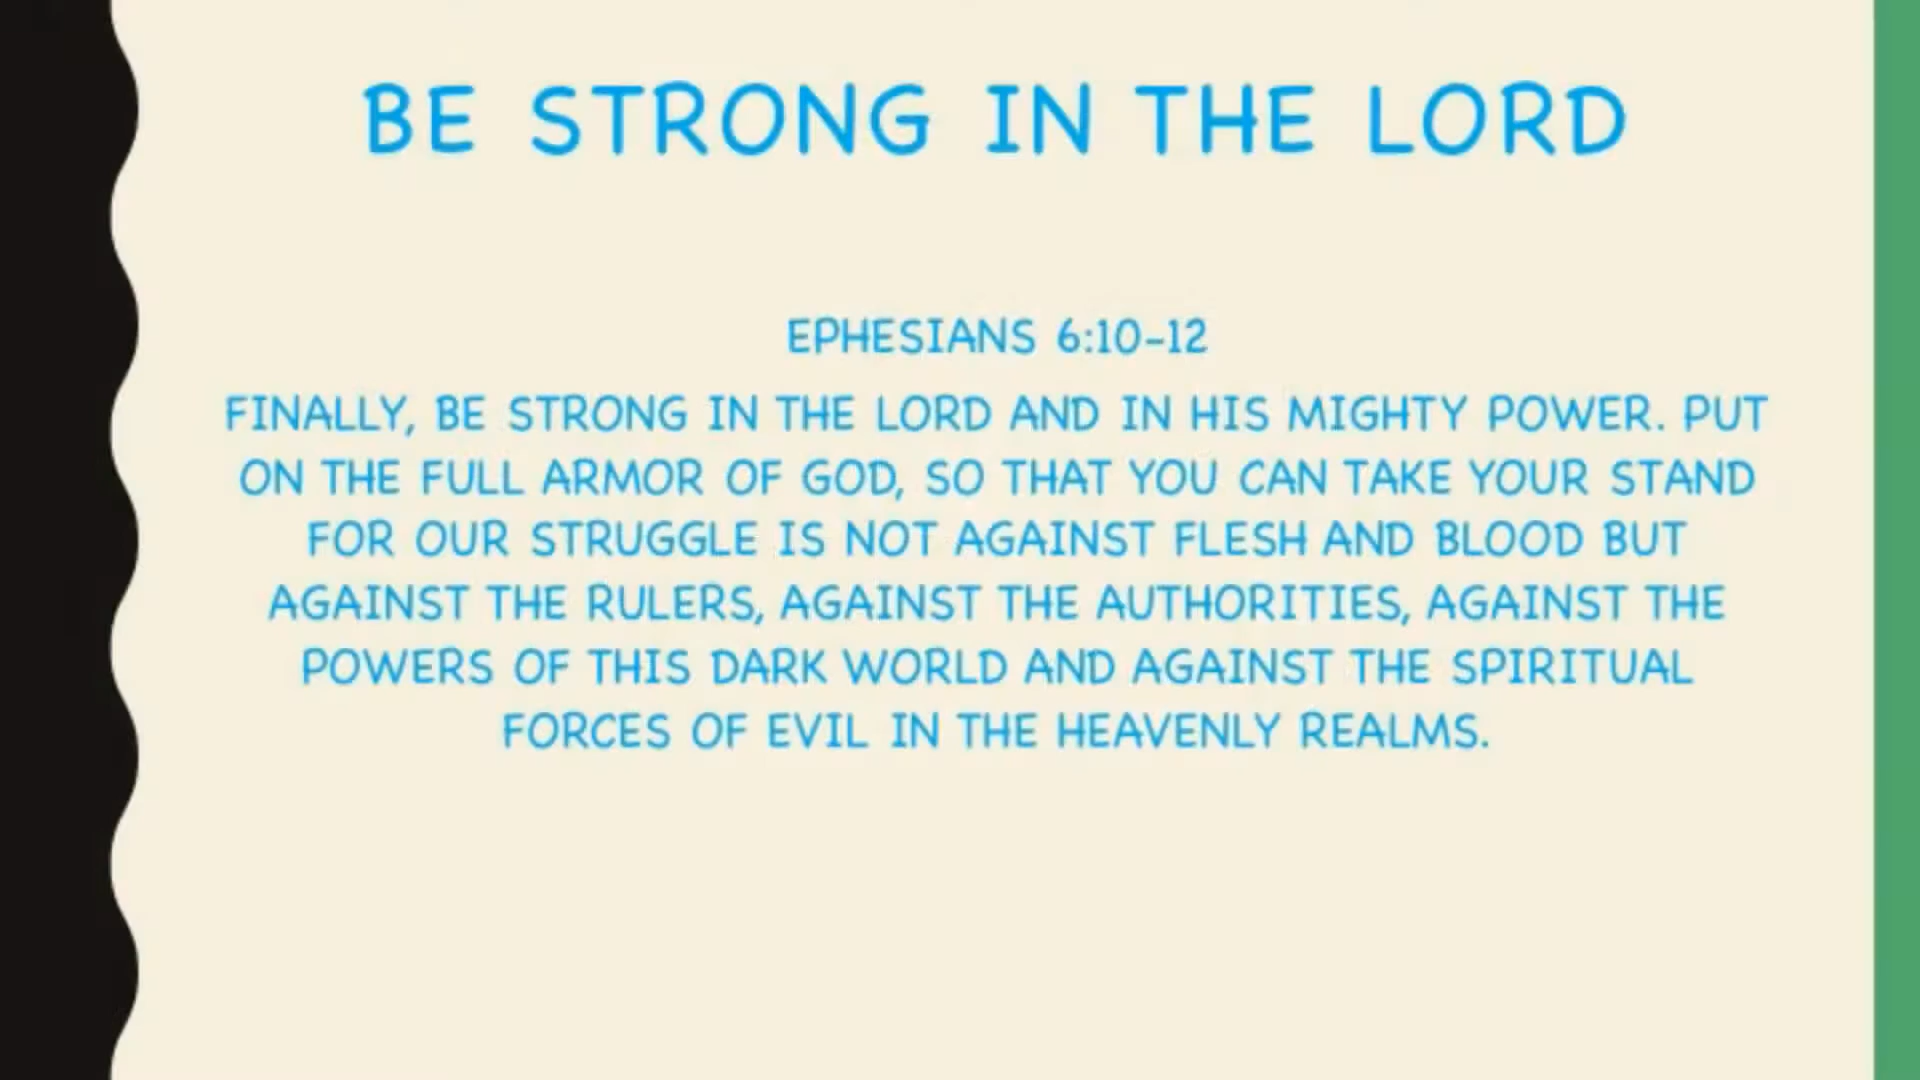 BE STRONG IN THE LORD
EPHESIANS 6:10-12
FINALLY, BE STRONG IN THE LORD AND IN HIS MIGHTY POWER. PUT
ON THE FULL ARMOR OF GOD, SO THAT YOU CAN TAKE YOUR STAND
FOR OUR STRUGGLE IS NOT AGAINST FLESH AND BLOOD BUT
AGAINST THE RULERS, AGAINST THE AUTHORITIES, AGAINST THE
POWERS OF THIS DARK WORLD AND AGAINST THE SPIRITUAL
FORCES OF EVIL IN THE HEAVENLY REALMS.